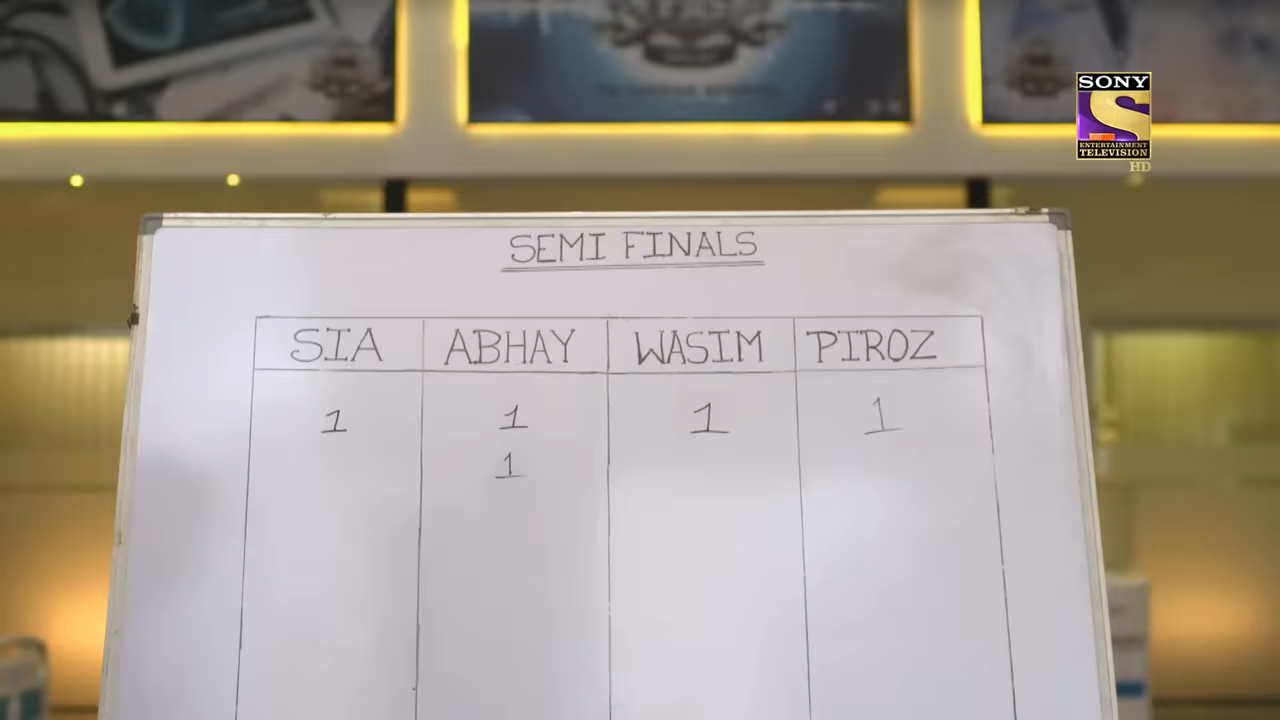 SONY
ENTERTAINMENT
TELEVISION
HD
SEMI FINALS
SIA ABHAY WASIM PIROZ
1 1 1 1
1